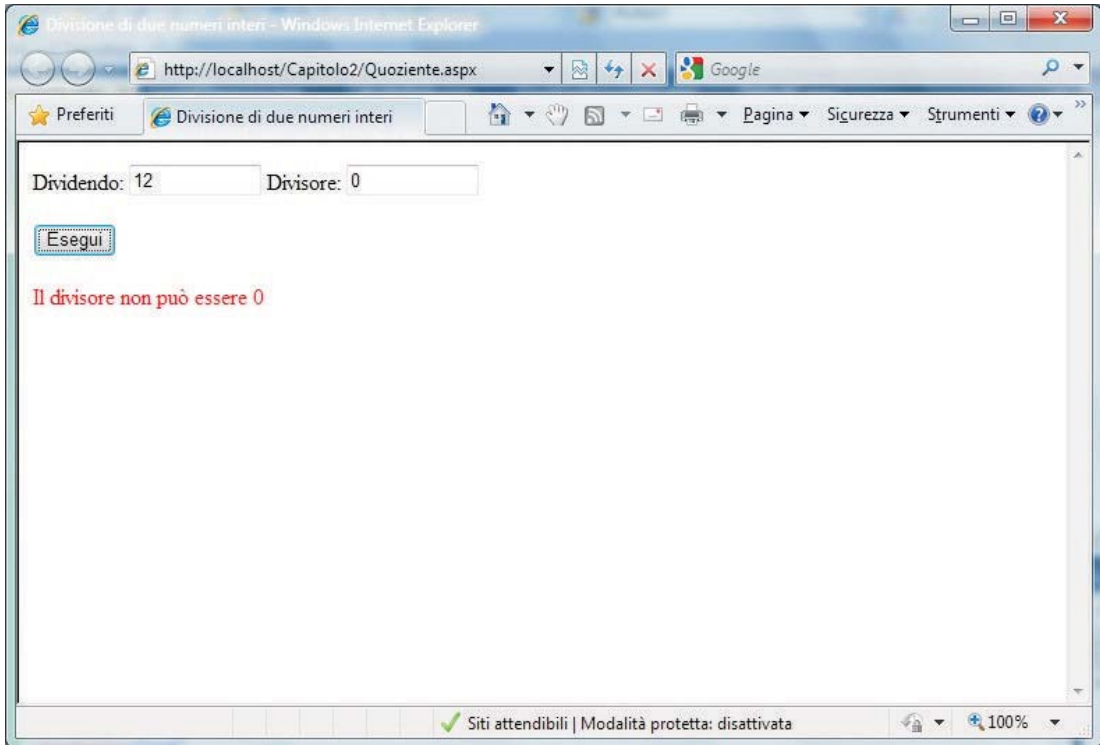 Divisione di due numeri interi - Windows Internet Explorer
http://localhost/Capitolo2/Quoziente.aspx
Google
Preferiti
Divisione di due numeri interi
Pagina
Sicurezza
Strumenti
Dividendo: 12 Divisore: 0
Esegui
Il divisore non può essere 0
Siti attendibili | Modalità protetta: disattivata
100%